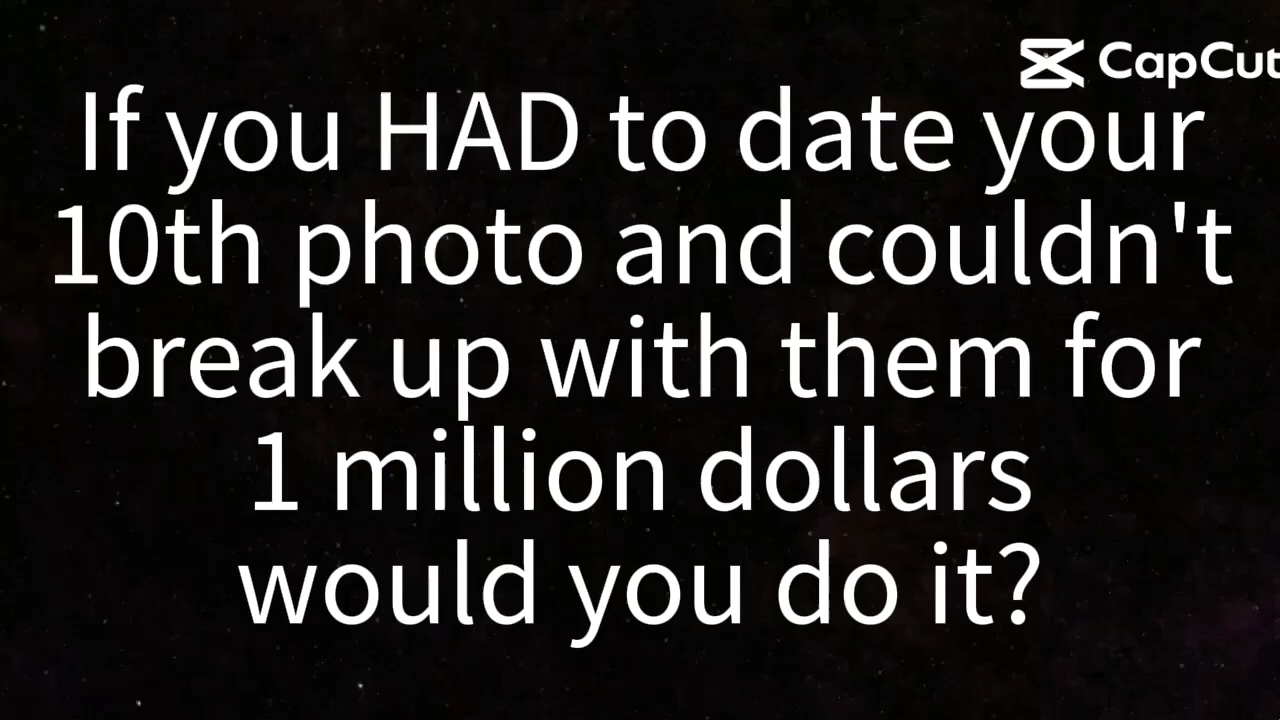 CapCut
If you HAD to date your
10th photo and couldn't
break up with them for
1 million dollars
would you do it?